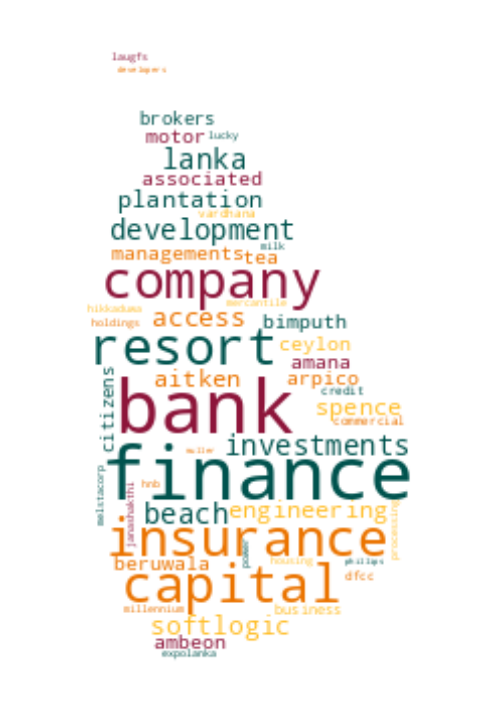 laugfs
developers
brokers
motor lucky
lanka
associated
plantation
vardhana
development
milk
managements tea
company
hikkaduwa mercantile
holdings access bimputh
resort ceylon
amana
citizens aitken arpico
credit
bank spence
commercial
investments
muller
finance
melstacorp hnb
janashakthi beach engineering
processing
insurance
power
beruwala housing phillips
capital dfcc
millennium business
softlogic
ambeon
expolanka